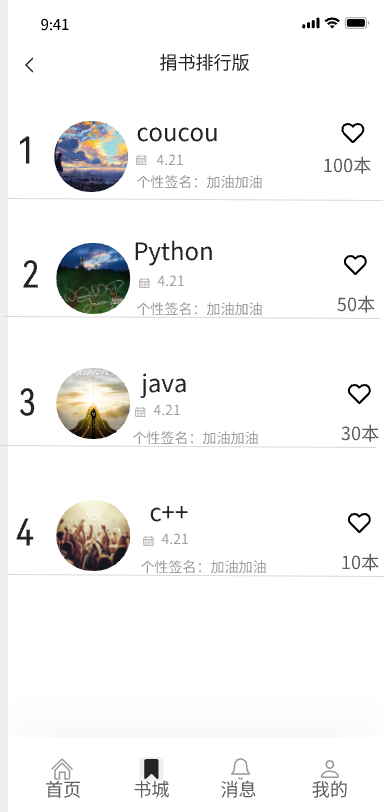 9:41
捐书排行版
1
coucou
4.21
个性签名：加油加油
100本
2
Python
4.21
个性签名：加油加油
50本
3
java
4.21
个性签名：加油加油
30本
4
c++
4.21
个性签名：加油加油
10本
首页 书城 消息 我的